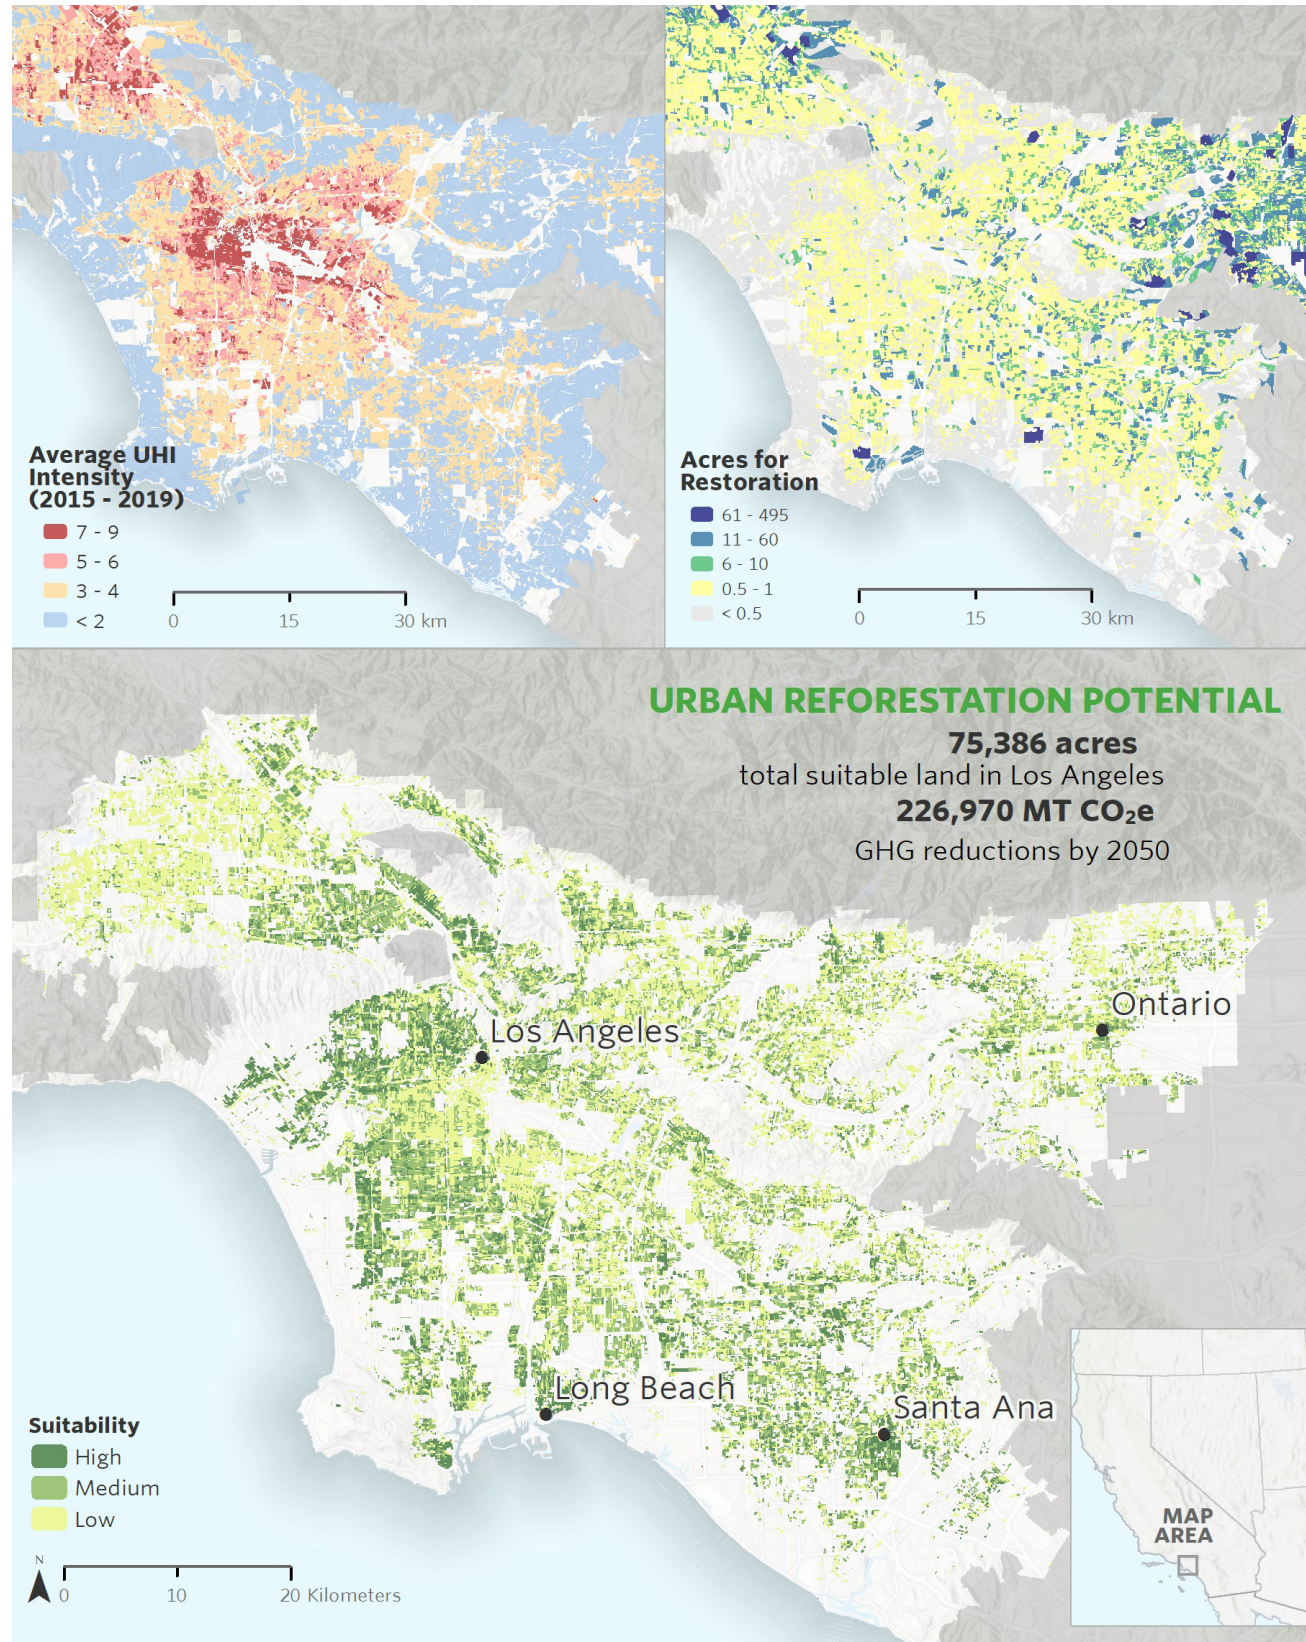 Average UHI
Intensity
(2015 - 2019)
7 - 9
5 - 6
3 - 4
< 2
0 15 30 km
Acres for
Restoration
61 - 495
11 - 60
6 - 10
0.5 - 1
< 0.5
0 15 30 km
URBAN REFORESTATION POTENTIAL
75,386 acres
total suitable land in Los Angeles
226,970 MT CO₂e
GHG reductions by 2050
Ontario
Los Angeles
Long Beach
Santa Ana
Suitability
High
Medium
Low
N
0 10 20 Kilometers
MAP
AREA